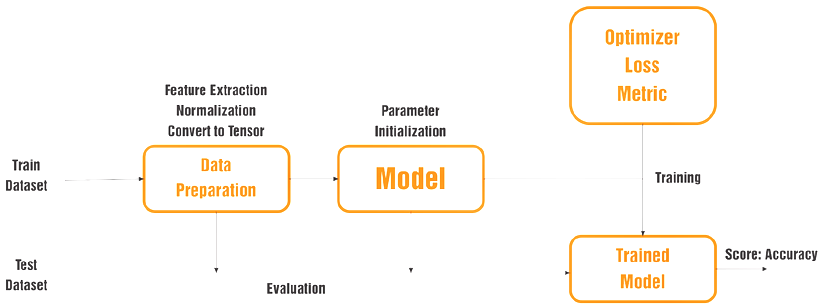 Optimizer
Loss
Metric
Feature Extraction
Normalization
Convert to Tensor
Parameter
Initialization
Train
Dataset
Data
Preparation
Model
Training
Test
Dataset
Evaluation
Trained
Model
Score: Accuracy